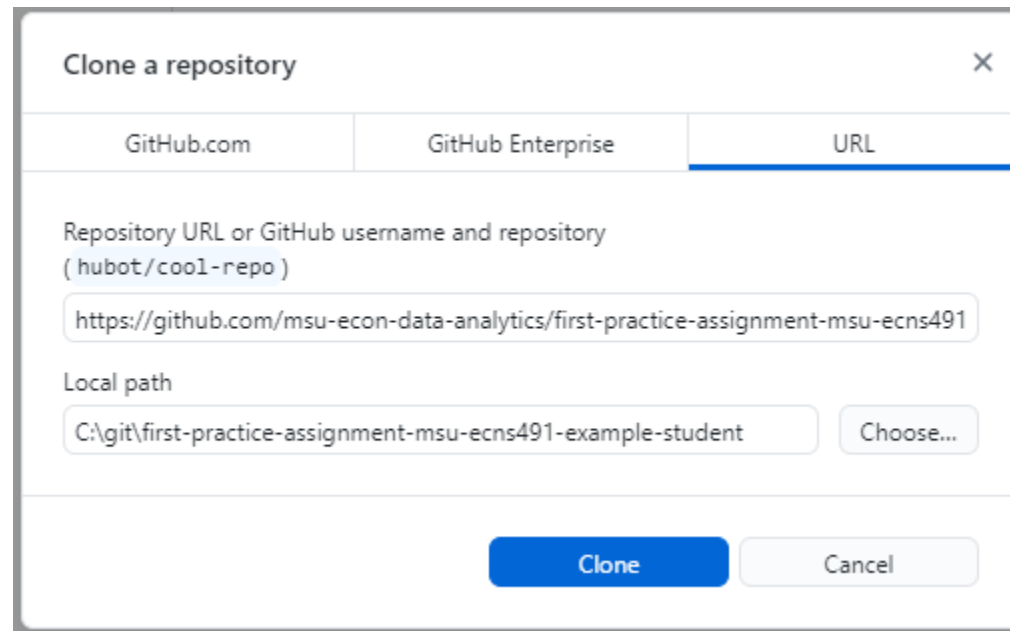 Clone a repository
GitHub.com GitHub Enterprise URL
Repository URL or GitHub username and repository
(hubot/cool-repo)
https://github.com/msu-econ-data-analytics/first-practice-assignment-msu-ecns491
Local path
C:\git\first-practice-assignment-msu-ecns491-example-student Choose...
Clone Cancel